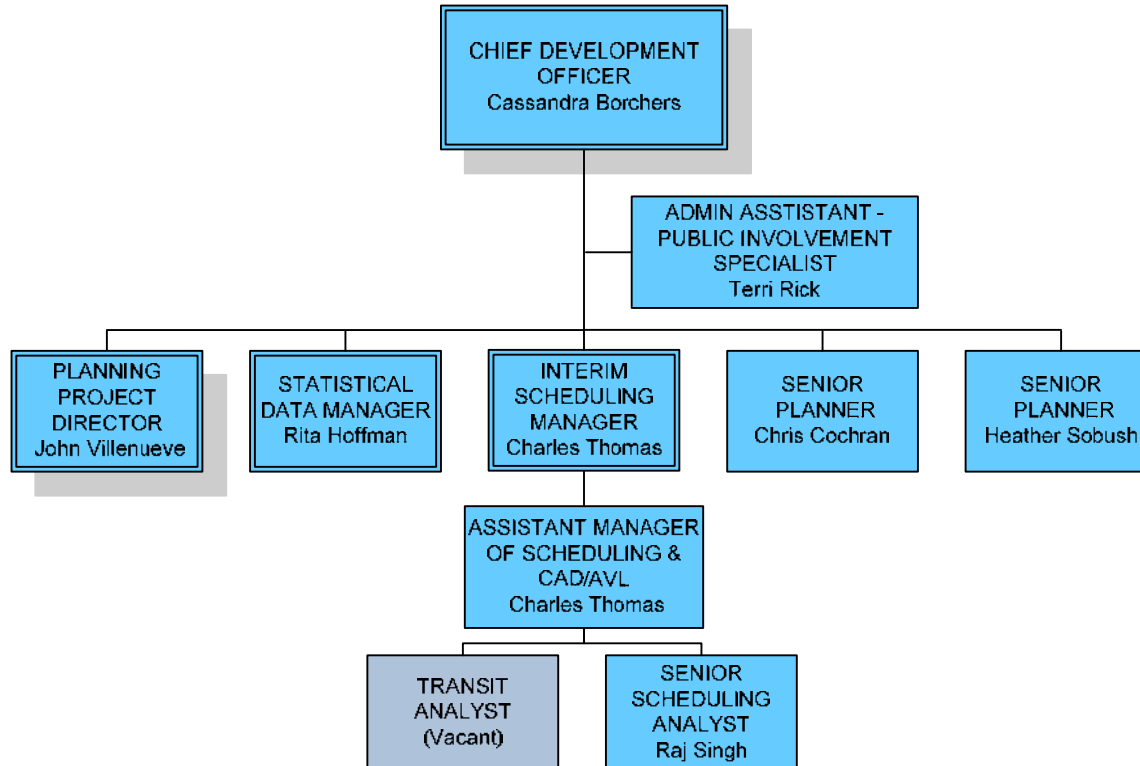 CHIEF DEVELOPMENT
OFFICER
Cassandra Borchers
ADMIN ASSTISTANT -
PUBLIC INVOLVEMENT
SPECIALIST
Terri Rick
PLANNING
PROJECT
DIRECTOR
John Villenueve
STATISTICAL
DATA MANAGER
Rita Hoffman
INTERIM
SCHEDULING
MANAGER
Charles Thomas
SENIOR
PLANNER
Chris Cochran
SENIOR
PLANNER
Heather Sobush
ASSISTANT MANAGER
OF SCHEDULING &
CAD/AVL
Charles Thomas
TRANSIT
ANALYST
(Vacant)
SENIOR
SCHEDULING
ANALYST
Raj Singh